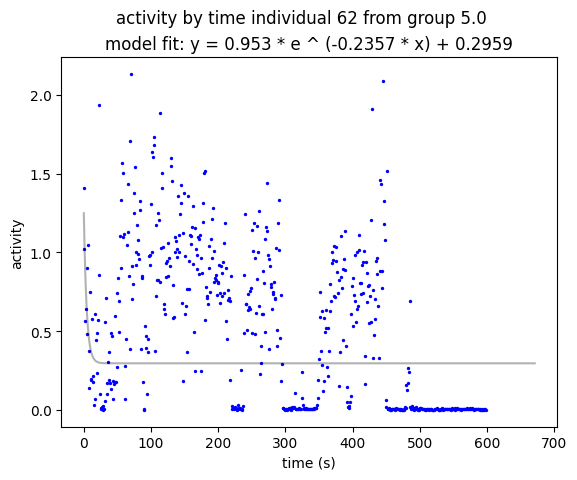 activity by time individual 62 from group 5.0
model fit: y = 0.953 * e ^ (-0.2357 * x) + 0.2959
activity
2.0
1.5
1.0
0.5
0.0
0 100 200 300 400 500 600 700
time (s)